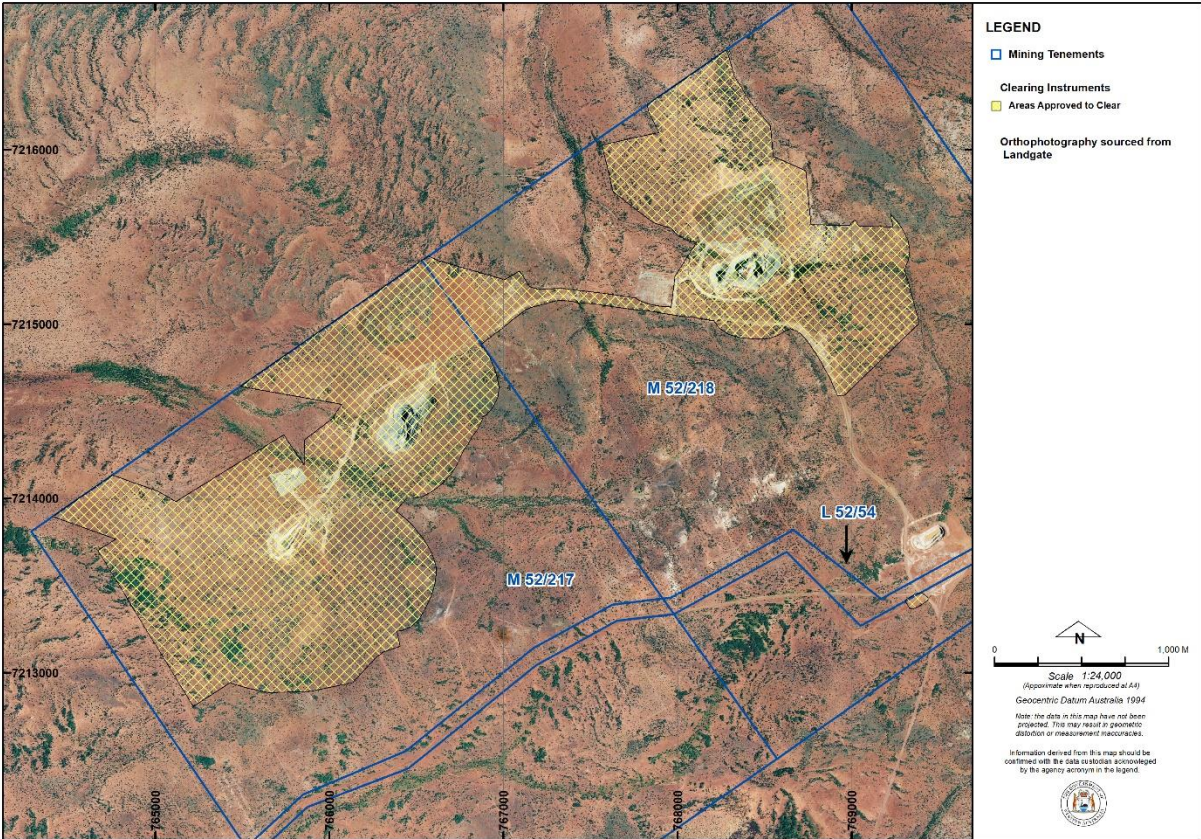 LEGEND
Mining Tenements
Clearing Instruments
Areas Approved to Clear
Orthophotography sourced from
Landgate
7216000
7215000
7214000
7213000
M 52/218
L 52/54
M 52/217
765000
766000
767000
768000
769000
N
0 1,000 M
Scale 1:24,000
(Approximate when reproduced at A4)
Geocentric Datum Australia 1994
Note: the data in this map have not been
projected. This may result in geometric
distortion or measurement inaccuracies.
Information derived from this map should be
confirmed with the data custodian acknowleged
by the agency acronym in the legend.